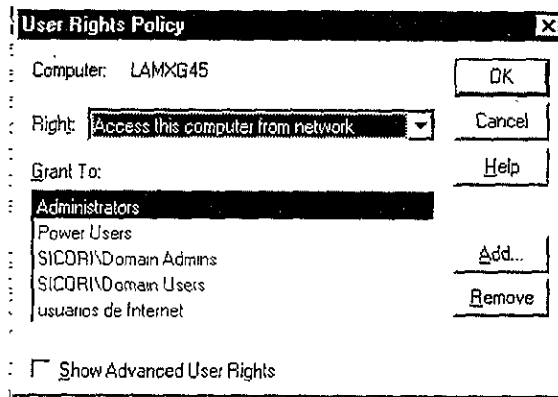 User Rights Policy
Computer: LAMXG45
OK
Right: Access this computer from network
Cancel
Grant To:
Help
Administrators
Power Users
SICORI\Domain Admins
SICORI\Domain Users
usuarios de Internet
Add...
Remove
Show Advanced User Rights